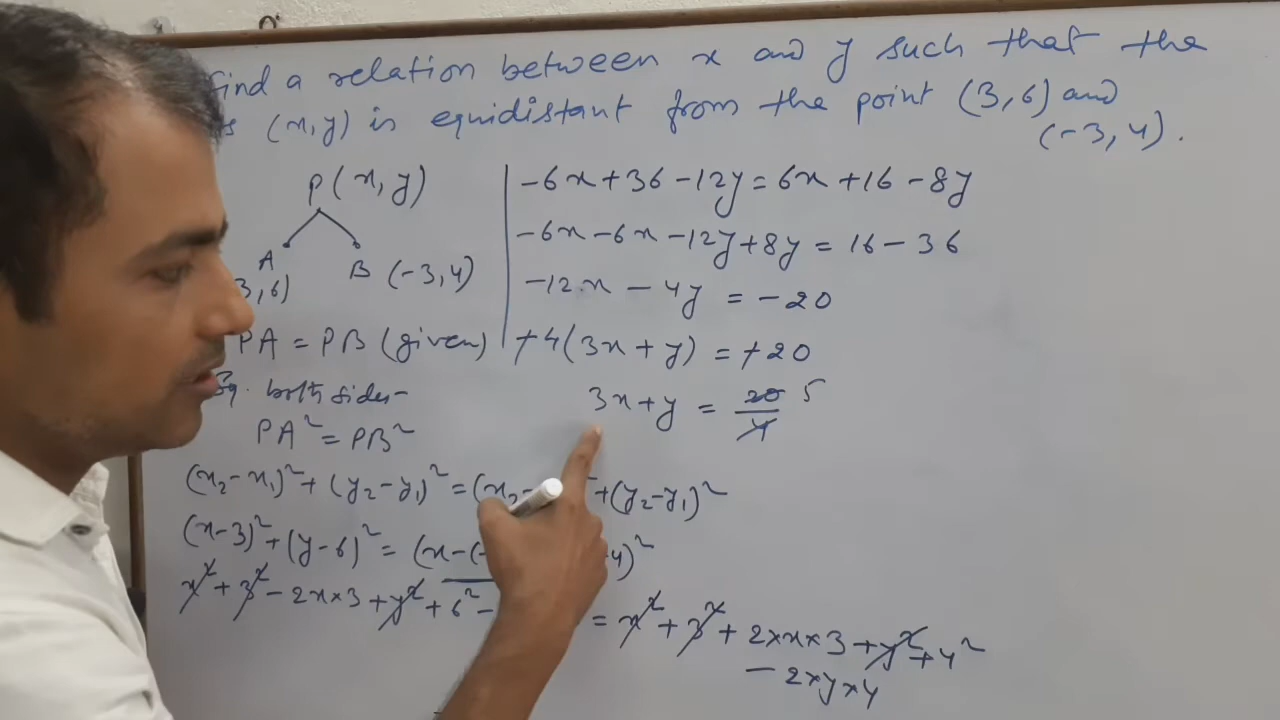 find a relation between x and y such that the
(x,y) is equidistant from the point (3,6) and
(-3,4).
P(x,y)
A
3,6)
B (-3,4)
PA = PB (given)
Sq. both sides-
PA² = PB²
(x₂-x₁)²+(y₂-y₁)²=(x₂- +(y₂-y₁)²
(x-3)²+(y-6)²=(x-(- 4)²
x²+3²-2x×3+y²+6²- = x²+3²+2×x×3+y²+4²
-2×y×4
-6x+36-12y=6x+16-8y
-6x-6x-12y+8y=16-36
-12x-4y=-20
-4(3x+y)=-20
3x+y=20/4 5